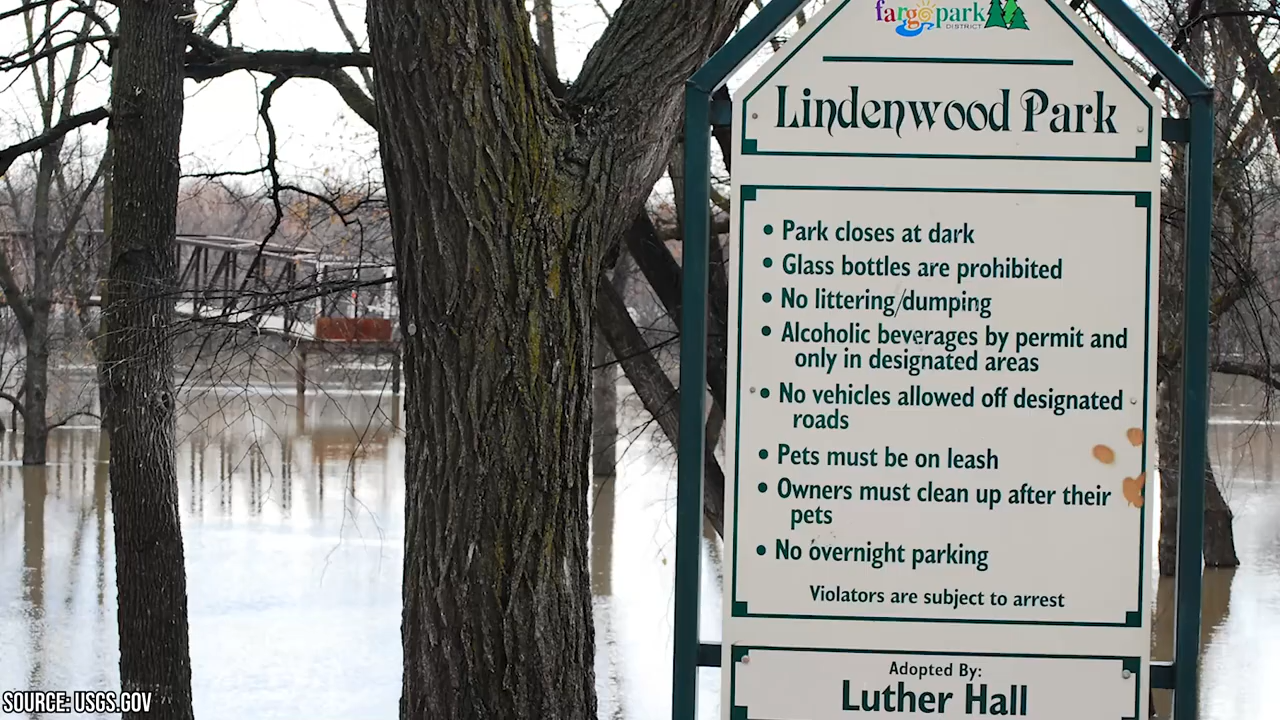 fargo park
DISTRICT
Lindenwood Park
• Park closes at dark
• Glass bottles are prohibited
• No littering/dumping
• Alcoholic beverages by permit and
only in designated areas
• No vehicles allowed off designated
roads
• Pets must be on leash
• Owners must clean up after their
pets
• No overnight parking
Violators are subject to arrest
Adopted By:
Luther Hall
SOURCE: USGS.GOV